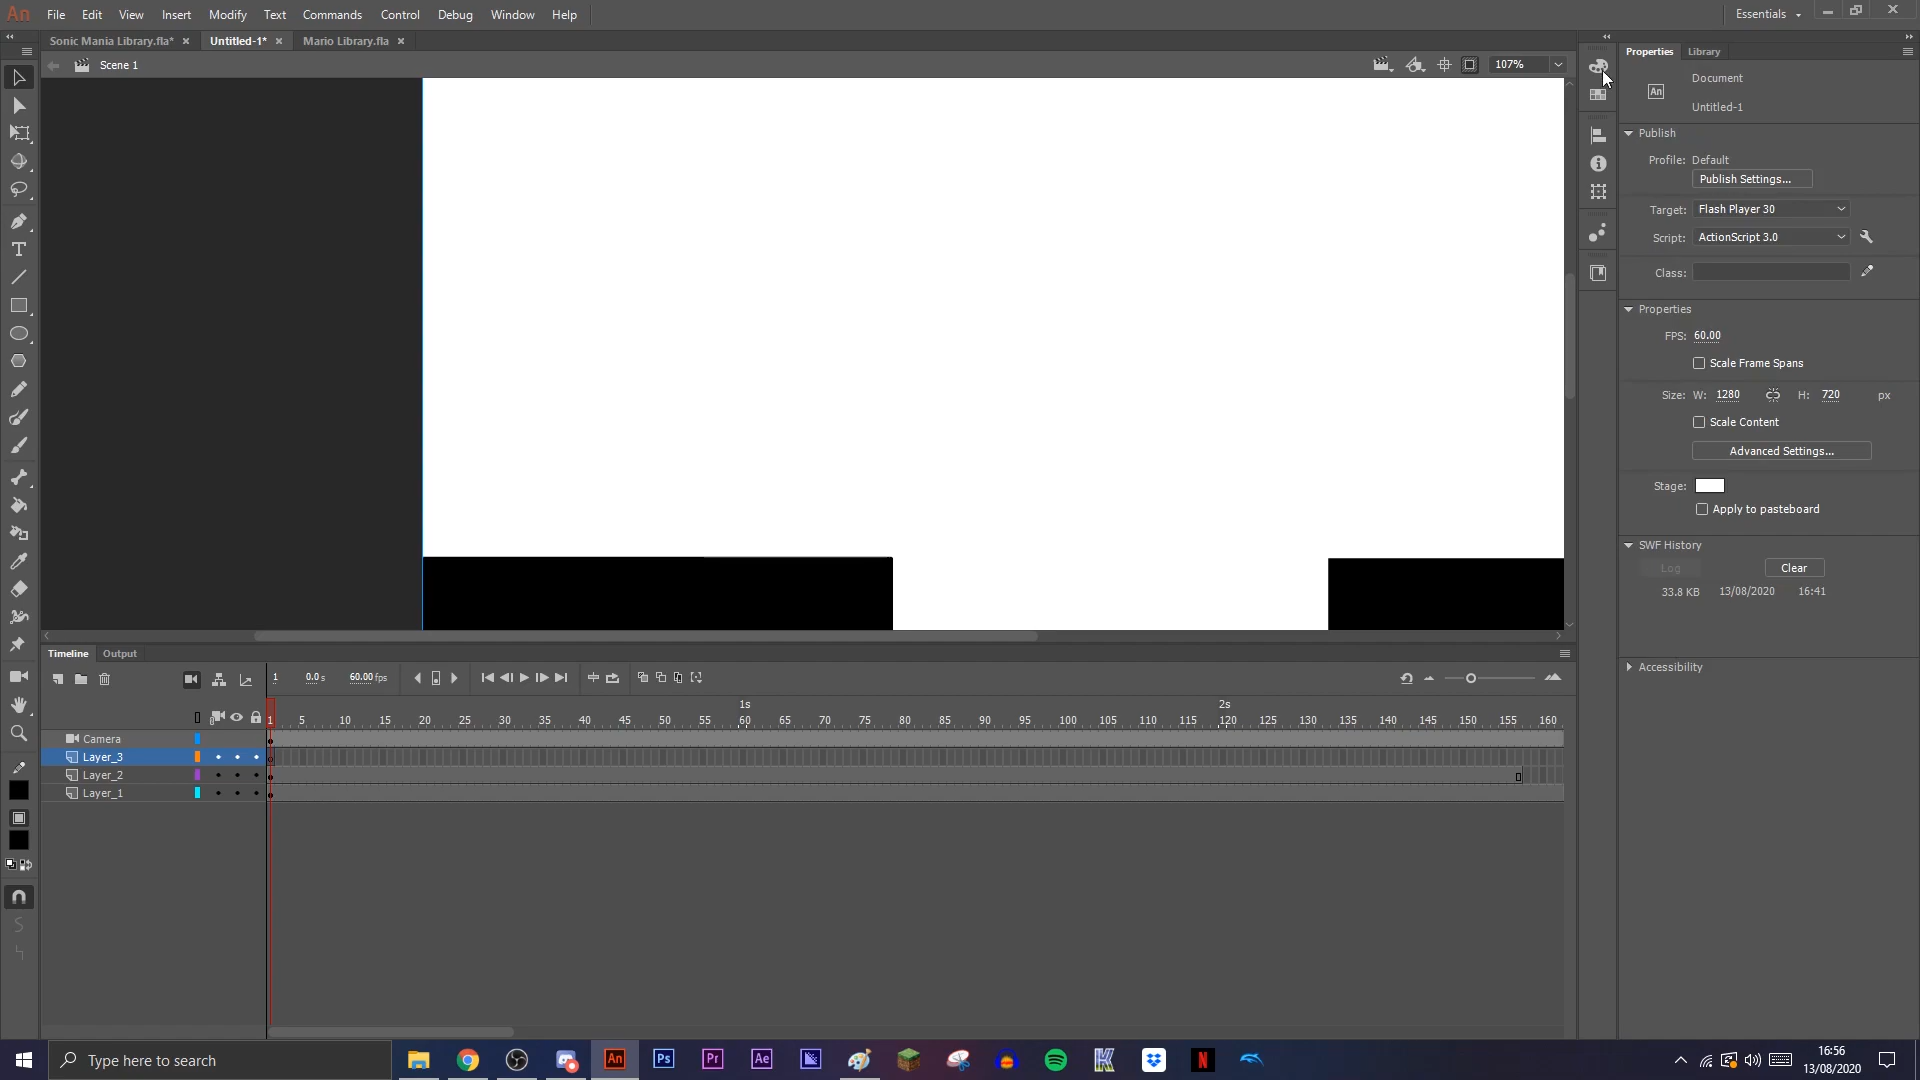 An File Edit View Insert Modify Text Commands Control Debug Window Help Essentials
Sonic Mania Library.fla* Untitled-1* Mario Library.fla
Properties Library
Scene 1 107%
Document
An
Untitled-1
Publish
Profile: Default
Publish Settings...
Target: Flash Player 30
Script: ActionScript 3.0
Class:
Properties
FPS: 60.00
Scale Frame Spans
Size: W: 1280 H: 720 px
Scale Content
Advanced Settings...
Stage:
Apply to pasteboard
SWF History
Log Clear
33.8 KB 13/08/2020 16:41
Accessibility
Timeline Output
1 0.0 s 60.00 fps
1s 2s
1 5 10 15 20 25 30 35 40 45 50 55 60 65 70 75 80 85 90 95 100 105 110 115 120 125 130 135 140 145 150 155 160
Camera
Layer_3
Layer_2
Layer_1
Type here to search
An Ps Pr Ae N
16:56
13/08/2020